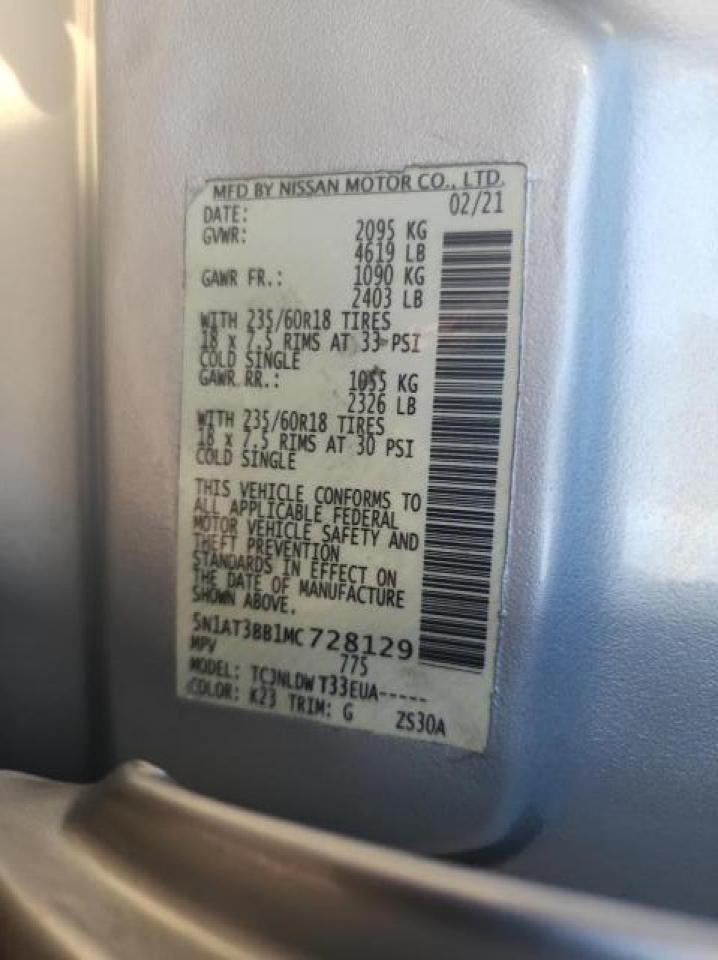 MFD BY NISSAN MOTOR CO., LTD.
DATE: 02/21
GVWR: 2095 KG
4619 LB
GAWR FR.: 1090 KG
2403 LB
WITH 235/60R18 TIRES
18 x 7.5 RIMS AT 33 PSI
COLD SINGLE
GAWR RR.: 1055 KG
2326 LB
WITH 235/60R18 TIRES
18 x 7.5 RIMS AT 30 PSI
COLD SINGLE
THIS VEHICLE CONFORMS TO
ALL APPLICABLE FEDERAL
MOTOR VEHICLE SAFETY AND
THEFT PREVENTION
STANDARDS IN EFFECT ON
THE DATE OF MANUFACTURE
SHOWN ABOVE.
5N1AT3BB1MC728129
MPV 775
MODEL: TCJNLDW T33EUA-----
COLOR: K23 TRIM: G ZS30A